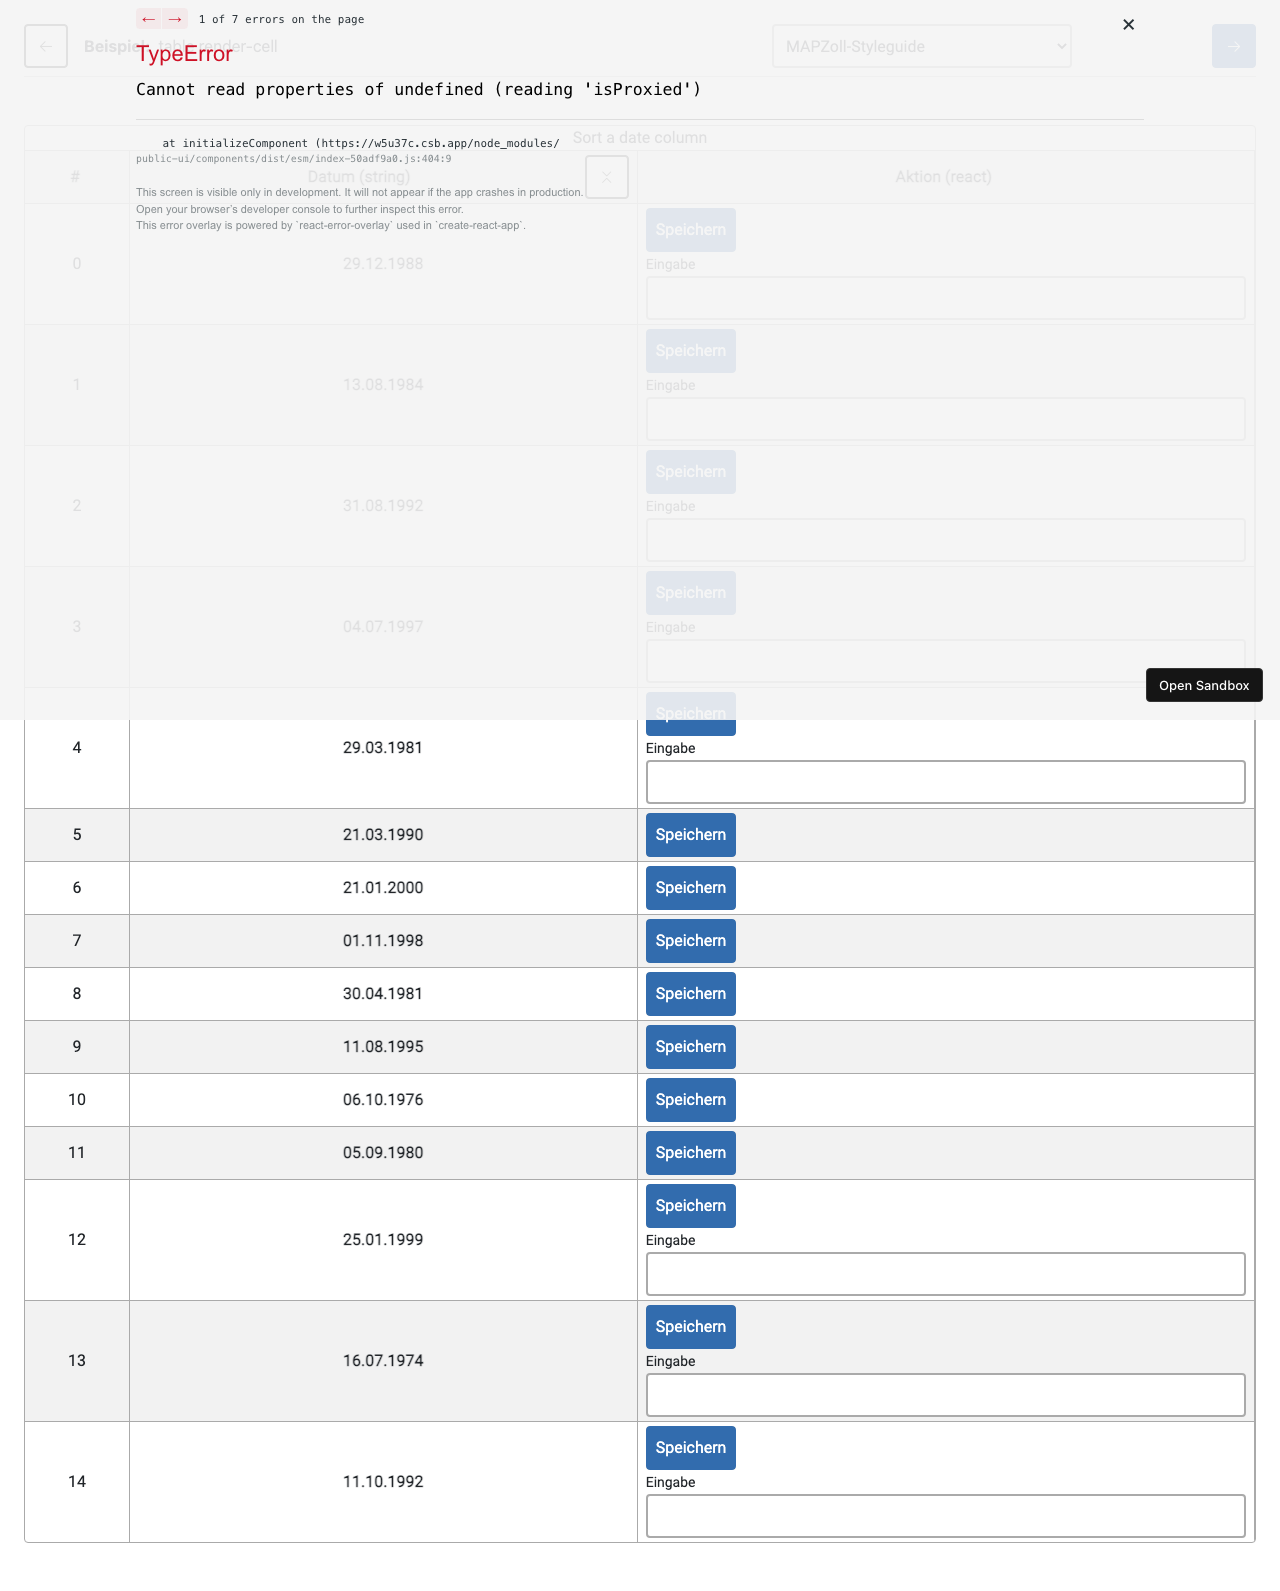 ← → 1 of 7 errors on the page
×
← Beispiel table render-cell MAPZoll-Styleguide →
TypeError
Cannot read properties of undefined (reading 'isProxied')
Sort a date column
at initializeComponent (https://w5u37c.csb.app/node_modules/
public-ui/components/dist/esm/index-50adf9a0.js:404:9
# Datum (string) Aktion (react)
This screen is visible only in development. It will not appear if the app crashes in production.
Open your browser's developer console to further inspect this error.
This error overlay is powered by `react-error-overlay` used in `create-react-app`.
Speichern
0 29.12.1988 Eingabe
Speichern
1 13.08.1984 Eingabe
Speichern
2 31.08.1992 Eingabe
Speichern
3 04.07.1997 Eingabe
Open Sandbox
Speichern
4 29.03.1981 Eingabe
5 21.03.1990 Speichern
6 21.01.2000 Speichern
7 01.11.1998 Speichern
8 30.04.1981 Speichern
9 11.08.1995 Speichern
10 06.10.1976 Speichern
11 05.09.1980 Speichern
Speichern
12 25.01.1999 Eingabe
Speichern
13 16.07.1974 Eingabe
Speichern
14 11.10.1992 Eingabe